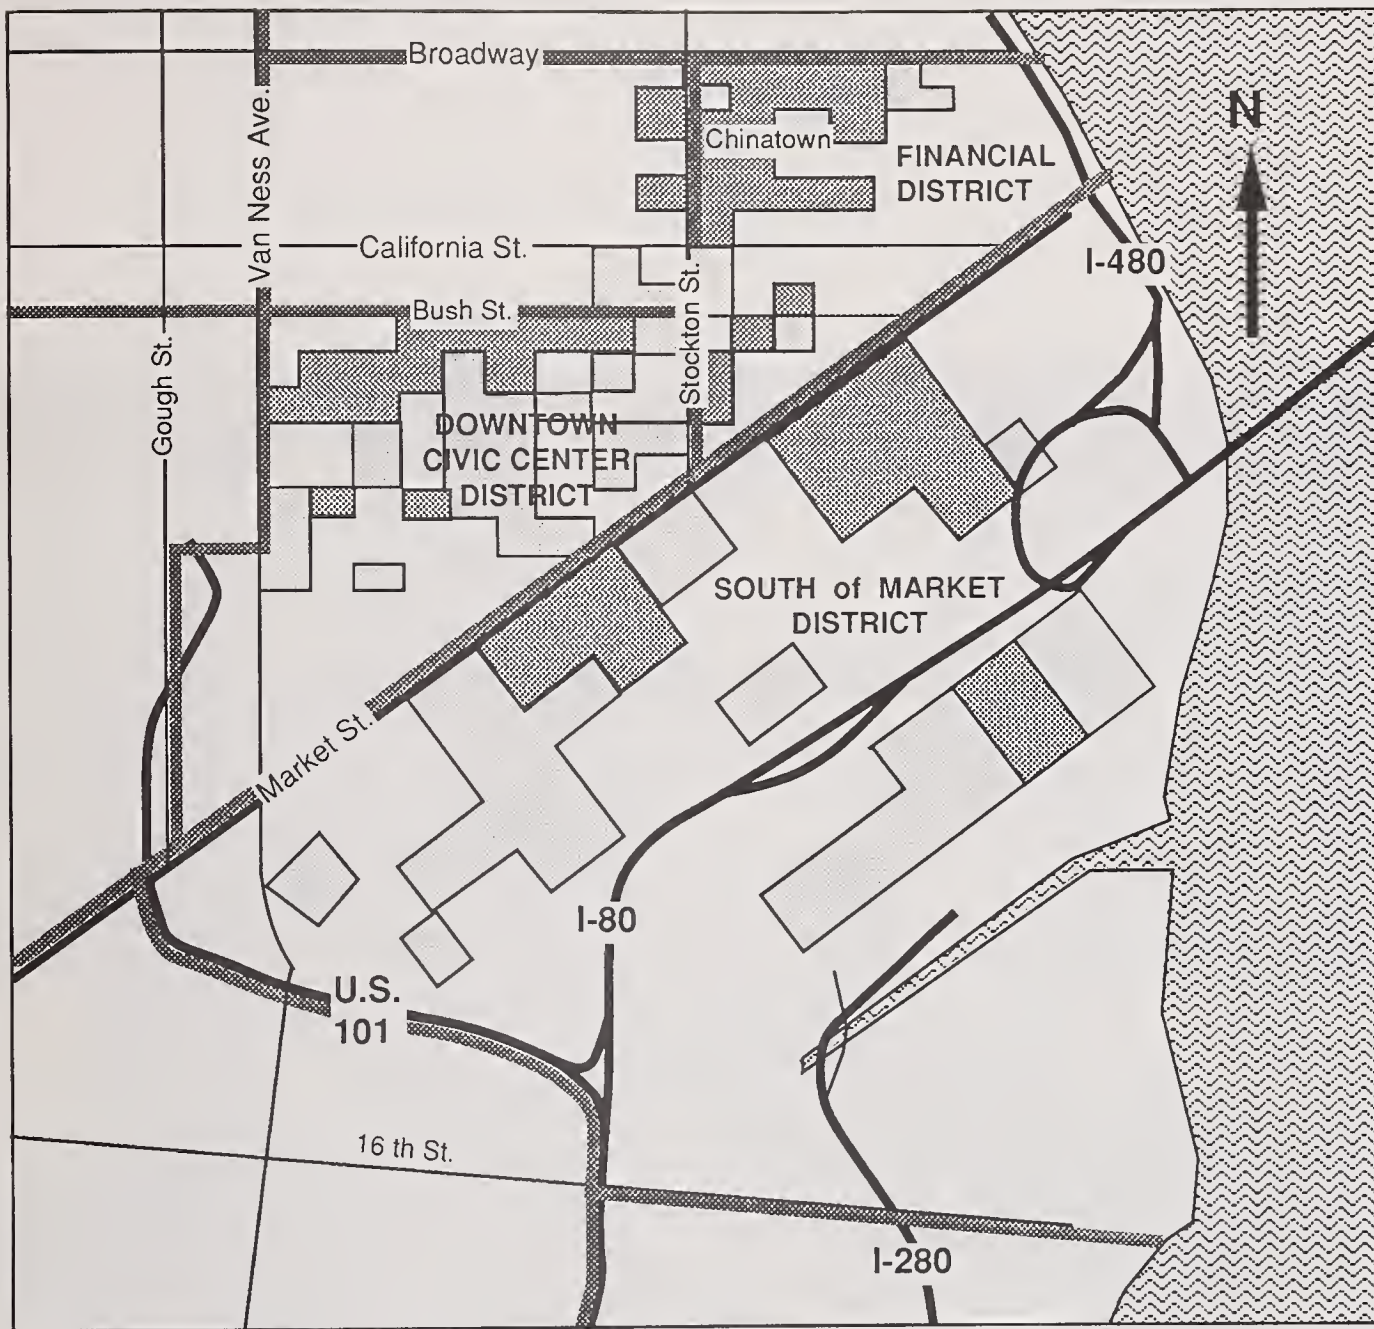 Broadway
Van Ness Ave.
N
Chinatown
FINANCIAL
DISTRICT
California St.
I-480
Bush St.
Stockton St.
Gough St.
DOWNTOWN
CIVIC CENTER
DISTRICT
SOUTH of MARKET
DISTRICT
Market St.
I-80
U.S.
101
16 th St.
I-280